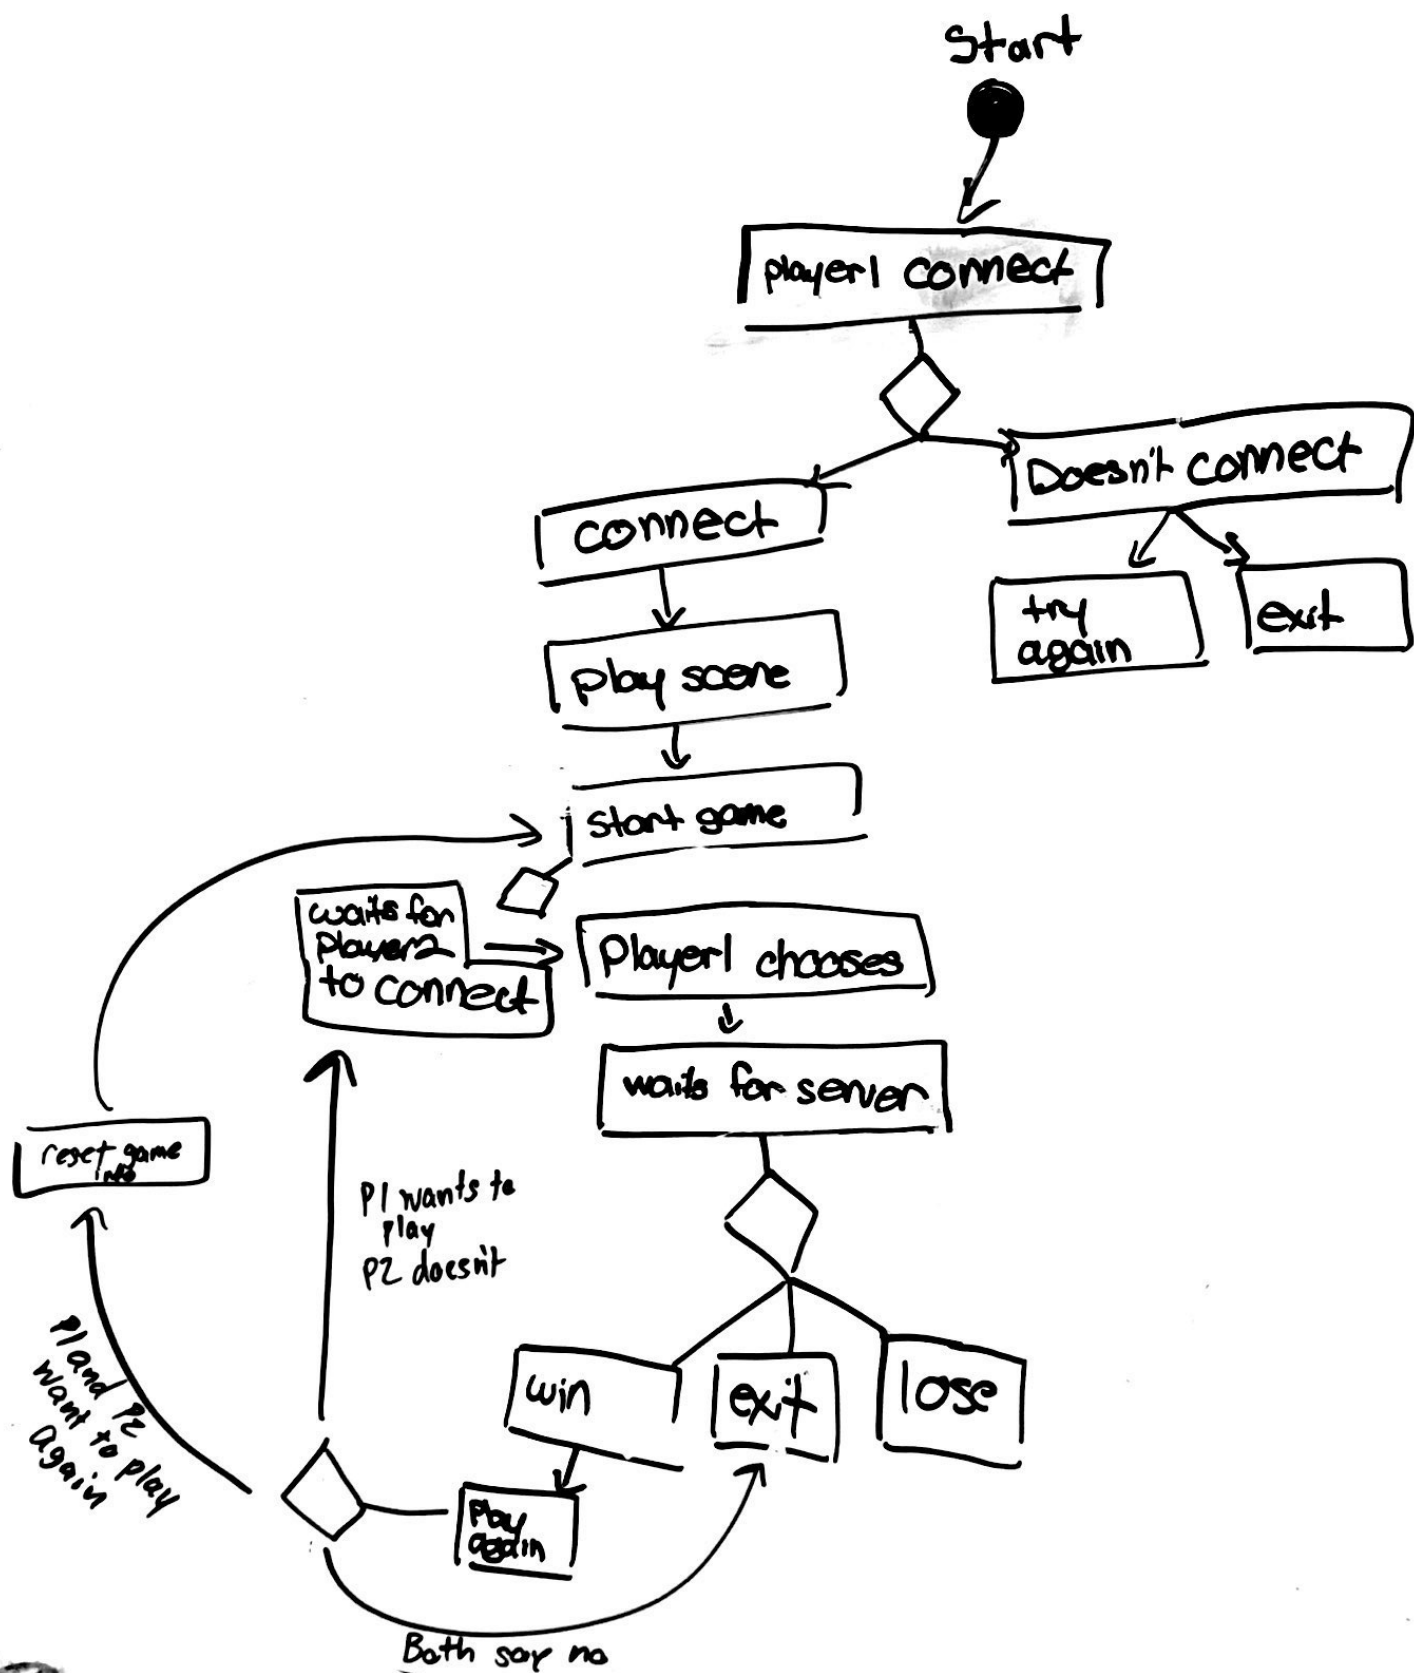 Start
player1 connect
Doesn't connect
connect
try
again
exit
play scene
start game
waits for
player2
to connect
Player1 chooses
waits for server
reset game
info
P1 wants to
play
P2 doesn't
P1 and P2
want to play
again
win
exit
lose
Play
again
Both say no